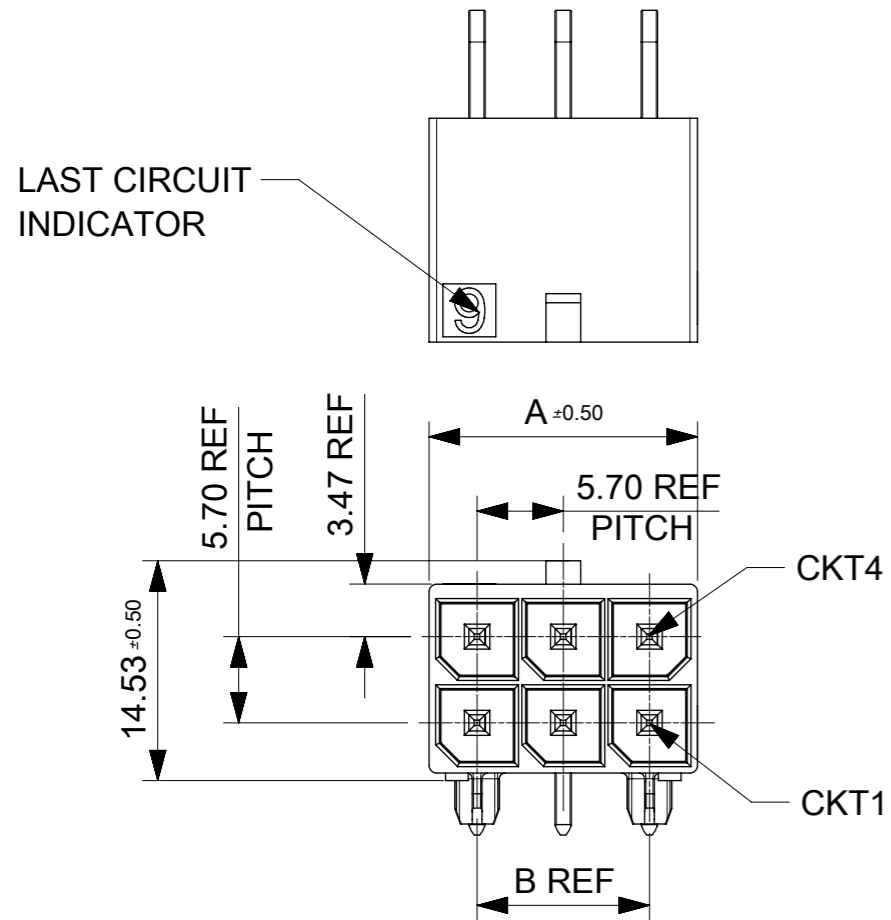 LAST CIRCUIT
INDICATOR
9
A ±0.50
5.70 REF
PITCH
3.47 REF
5.70 REF
PITCH
14.53 ±0.50
CKT4
CKT1
B REF